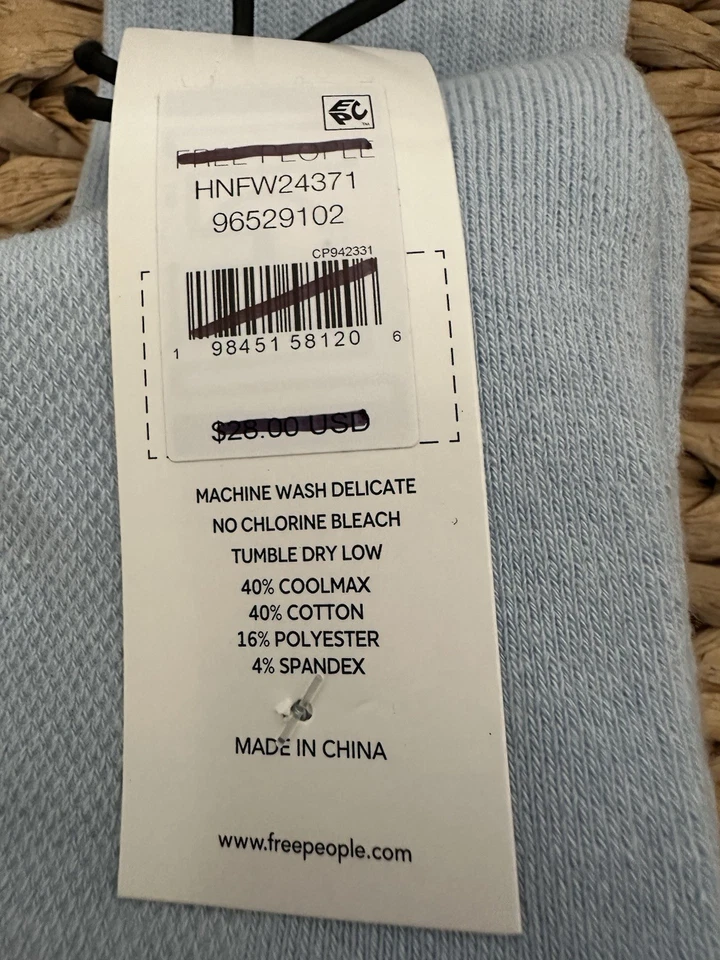 EPC
FREE PEOPLE
HNFW24371
96529102
CP942331
1 98451 58120 6
$28.00 USD
MACHINE WASH DELICATE
NO CHLORINE BLEACH
TUMBLE DRY LOW
40% COOLMAX
40% COTTON
16% POLYESTER
4% SPANDEX
MADE IN CHINA
www.freepeople.com